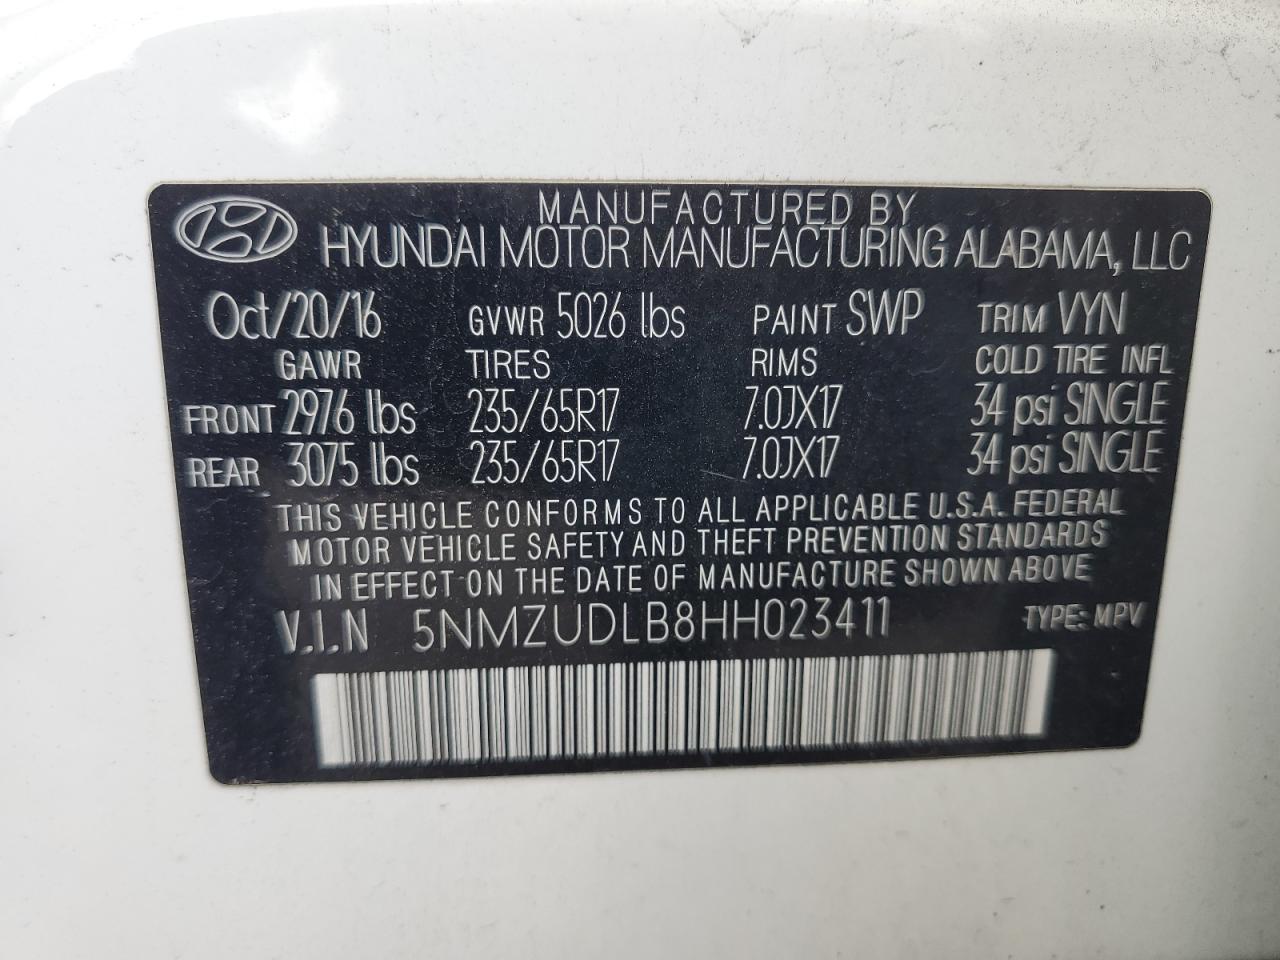 MANUFACTURED BY
HYUNDAI MOTOR MANUFACTURING ALABAMA, LLC
Oct/20/16 GVWR 5026 lbs PAINT SWP TRIM VYN
GAWR TIRES RIMS COLD TIRE INFL
FRONT 2976 lbs 235/65R17 7.0JX17 34 psi SINGLE
REAR 3075 lbs 235/65R17 7.0JX17 34 psi SINGLE
THIS VEHICLE CONFORMS TO ALL APPLICABLE U.S.A. FEDERAL
MOTOR VEHICLE SAFETY AND THEFT PREVENTION STANDARDS
IN EFFECT ON THE DATE OF MANUFACTURE SHOWN ABOVE
V.I.N 5NMZUDLB8HH023411 TYPE: MPV